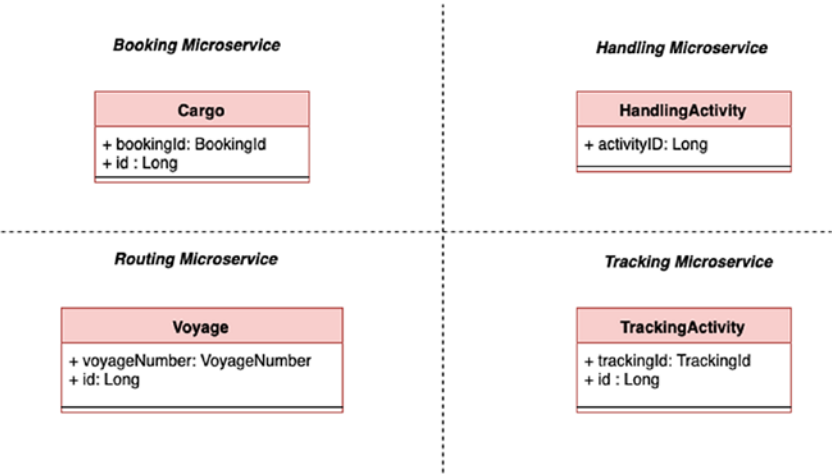 Booking Microservice
Cargo
+ bookingId: BookingId
+ id : Long
Handling Microservice
HandlingActivity
+ activityID: Long
Routing Microservice
Voyage
+ voyageNumber: VoyageNumber
+ id: Long
Tracking Microservice
TrackingActivity
+ trackingId: TrackingId
+ id : Long